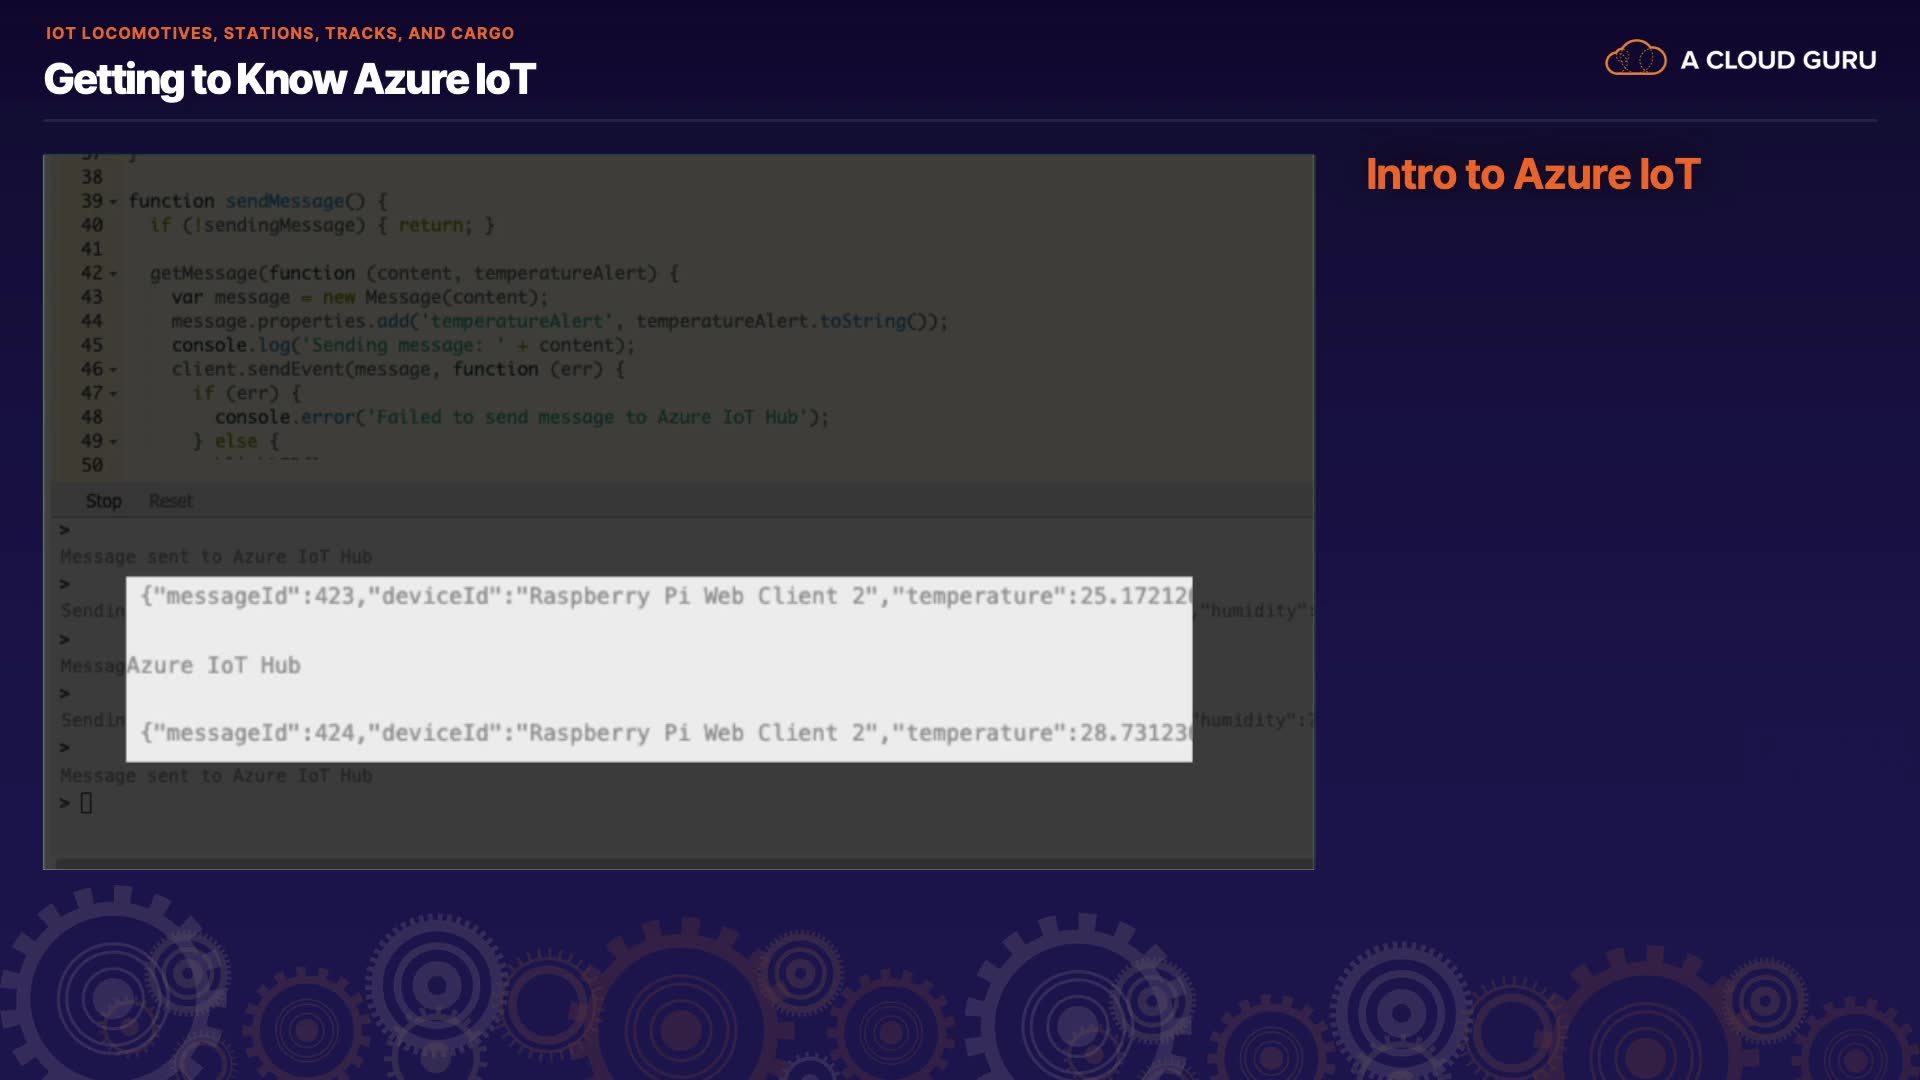 IOT LOCOMOTIVES, STATIONS, TRACKS, AND CARGO
Getting to Know Azure IoT
A CLOUD GURU
Intro to Azure IoT
37 }
38
39 function sendMessage() {
40 if (!sendingMessage) { return; }
41
42 getMessage(function (content, temperatureAlert) {
43 var message = new Message(content);
44 message.properties.add('temperatureAlert', temperatureAlert.toString());
45 console.log('Sending message: ' + content);
46 client.sendEvent(message, function (err) {
47 if (err) {
48 console.error('Failed to send message to Azure IoT Hub');
49 } else {
50
Stop Reset
>
Message sent to Azure IoT Hub
>
{"messageId":423,"deviceId":"Raspberry Pi Web Client 2","temperature":25.17212
Sendin ,"humidity":
>
Messag Azure IoT Hub
>
Sendin "humidity":7
{"messageId":424,"deviceId":"Raspberry Pi Web Client 2","temperature":28.73123
>
Message sent to Azure IoT Hub
>